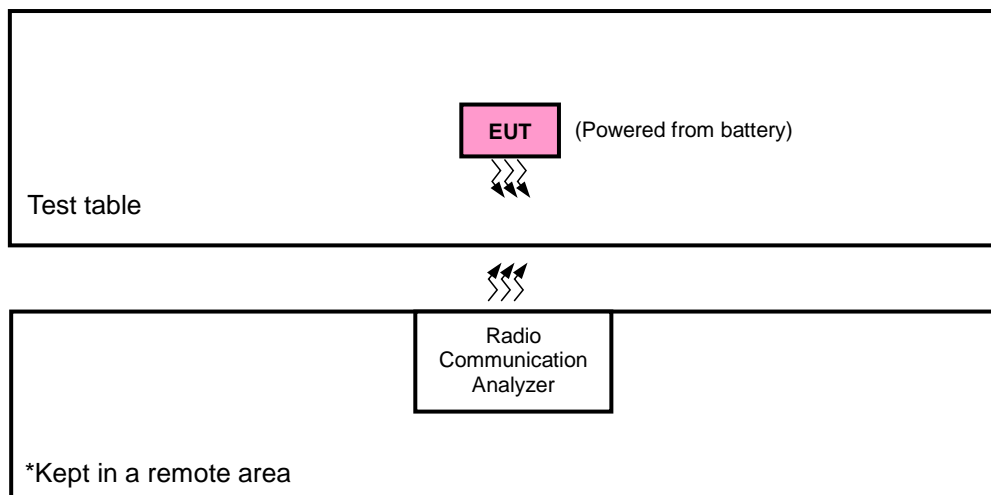 EUT
(Powered from battery)
Test table
Radio
Communication
Analyzer
*Kept in a remote area